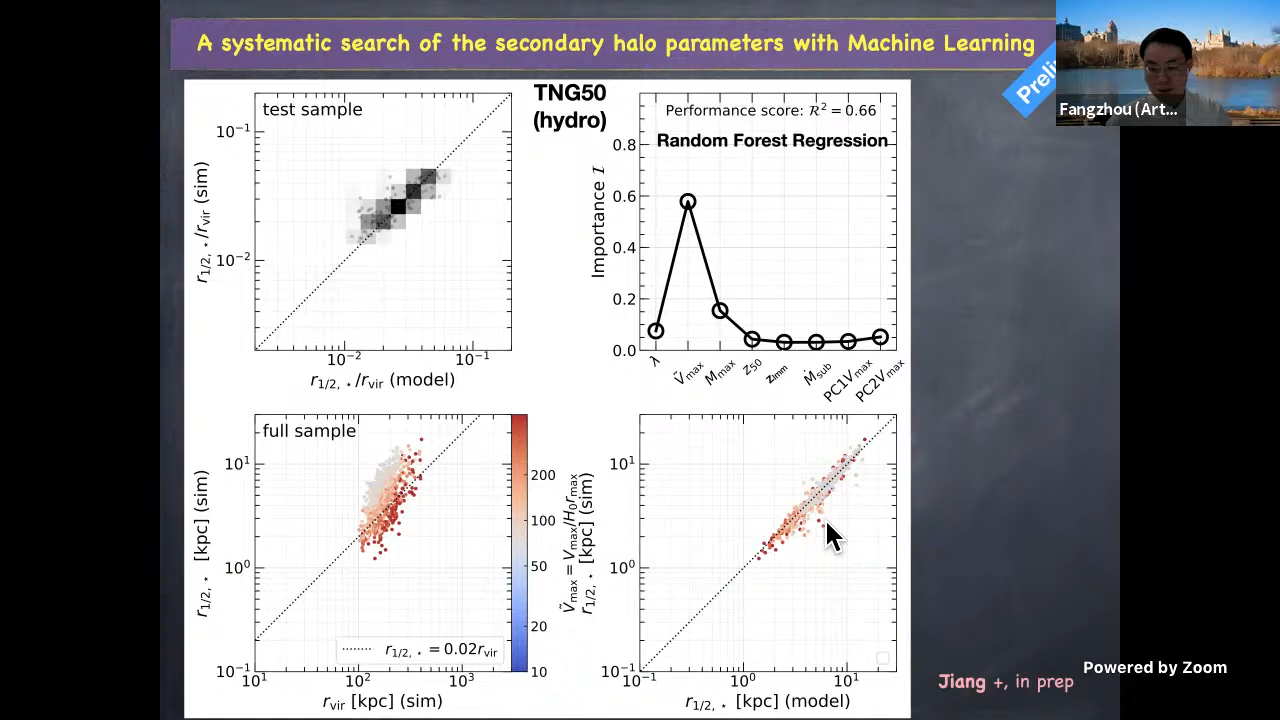 A systematic search of the secondary halo parameters with Machine Learning
Preli
Fangzhou (Art...
test sample
TNG50
(hydro)
10⁻¹
10⁻²
r₁/₂,⋆/r_vir (sim)
10⁻² 10⁻¹
r₁/₂,⋆/r_vir (model)
Performance score: R² = 0.66
Random Forest Regression
0.8
0.6
0.4
0.2
0.0
Importance I
λ Ṽmax Mmax z50 zlmm Ṁsub PC1Vmax PC2Vmax
full sample
10¹
10⁰
10⁻¹
r₁/₂,⋆ [kpc] (sim)
r₁/₂,⋆ = 0.02r_vir
10¹ 10² 10³
r_vir [kpc] (sim)
200
100
50
20
10
Ṽmax = Vmax/H₀rmax
r₁/₂,⋆ [kpc] (sim)
10¹
10⁰
10⁻¹
10⁻¹ 10⁰ 10¹
r₁/₂,⋆ [kpc] (model)
Jiang +, in prep
Powered by Zoom